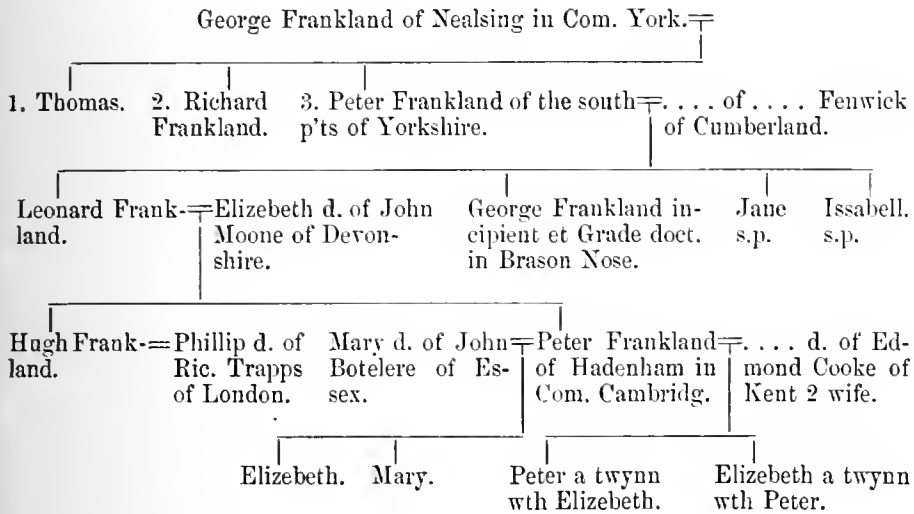 George Frankland of Nealsing in Com. York.
1. Thomas. 2. Richard Frankland. 3. Peter Frankland of the south = . . . . of . . . . Fenwick
p'ts of Yorkshire. of Cumberland.
Leonard Frank- = Elizebeth d. of John George Frankland in- Jane Issabell.
land. Moone of Devon- cipient et Grade doct. s.p. s.p.
shire. in Brason Nose.
Hugh Frank- = Phillip d. of Mary d. of John = Peter Frankland = . . . . d. of Ed-
land. Ric. Trapps Botelere of Es- of Hadenham in mond Cooke of
of London. sex. Com. Cambridg. Kent 2 wife.
Elizebeth. Mary. Peter a twynn Elizebeth a twynn
wth Elizebeth. wth Peter.